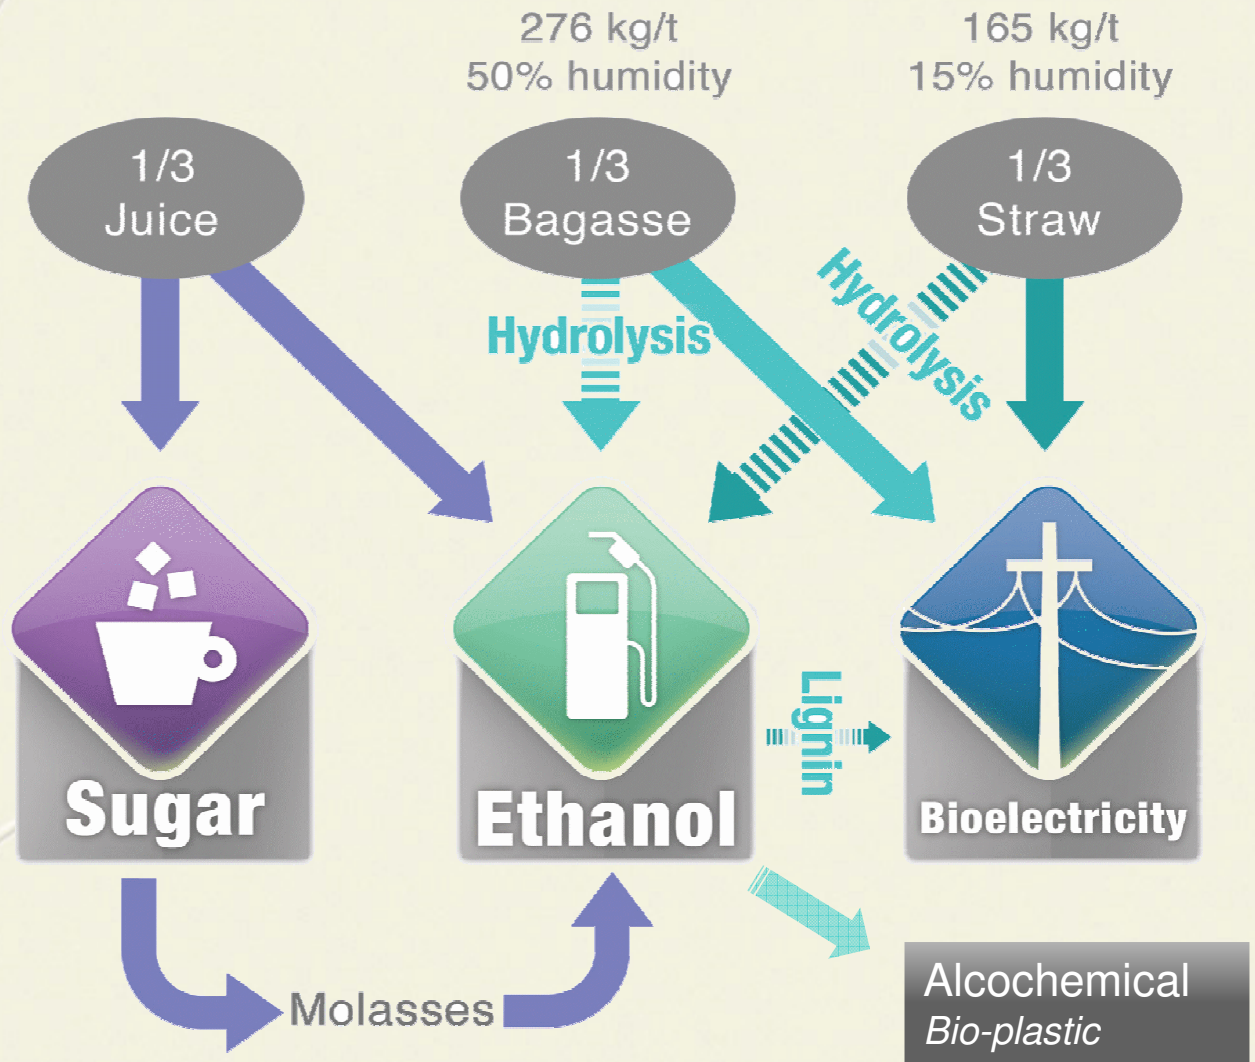 276 kg/t
50% humidity
165 kg/t
15% humidity
1/3
Juice
1/3
Bagasse
1/3
Straw
Hydrolysis
Hydrolysis
Lignin
Sugar
Ethanol
Bioelectricity
Molasses
Alcochemical
Bio-plastic